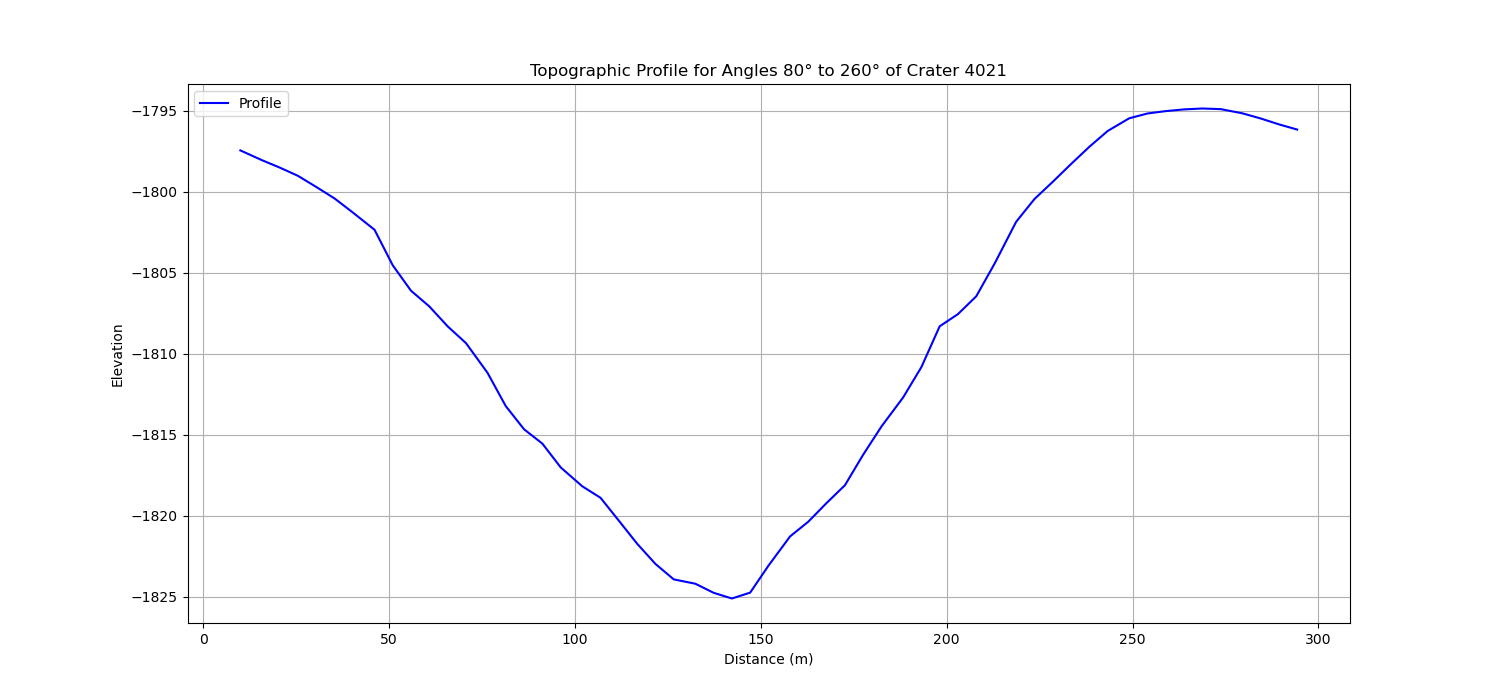 Topographic Profile for Angles 80° to 260° of Crater 4021
Profile
−1795
−1800
−1805
−1810
−1815
−1820
−1825
Elevation
0 50 100 150 200 250 300
Distance (m)